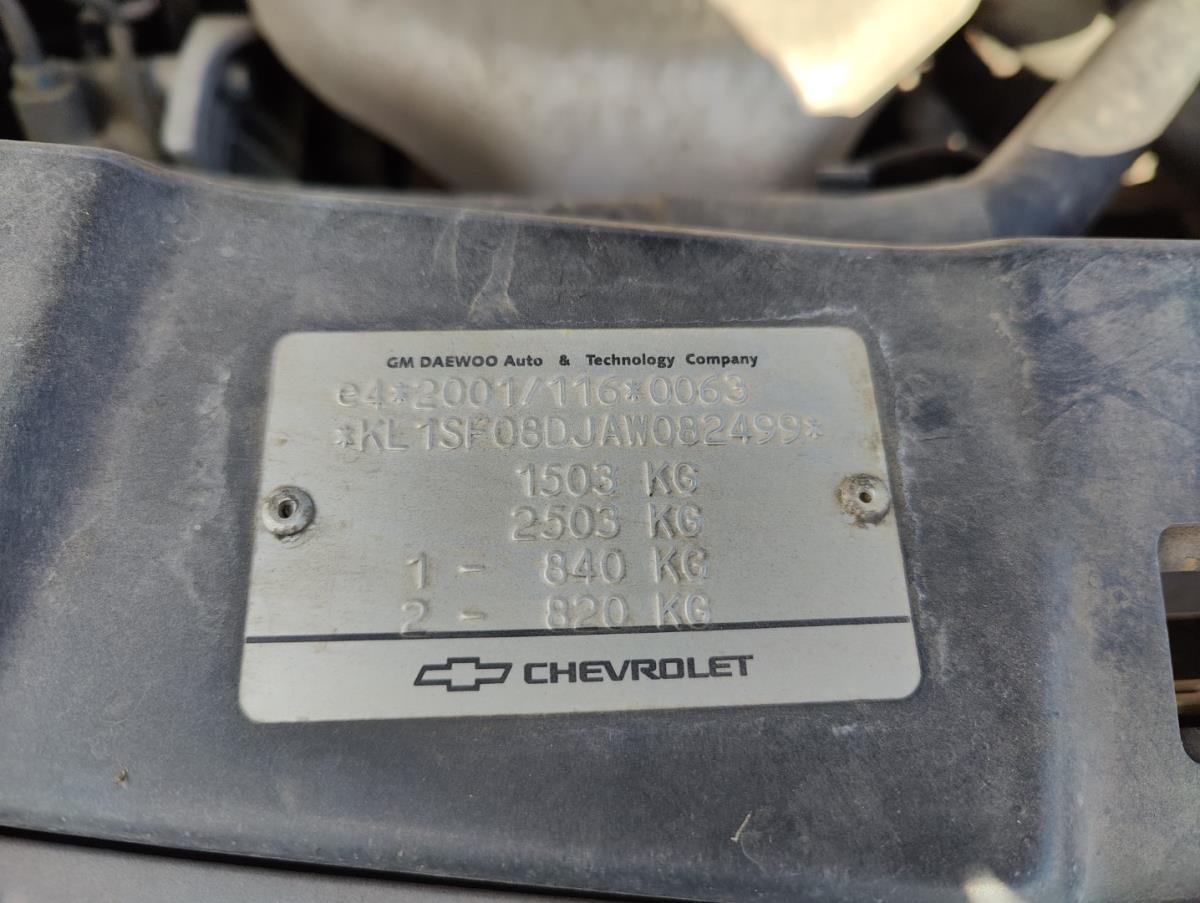 GM DAEWOO Auto & Technology Company
e4*2001/116*0063
*KL1SF08DJAW082499*
1503 KG
2503 KG
1 - 840 KG
2 - 820 KG
CHEVROLET